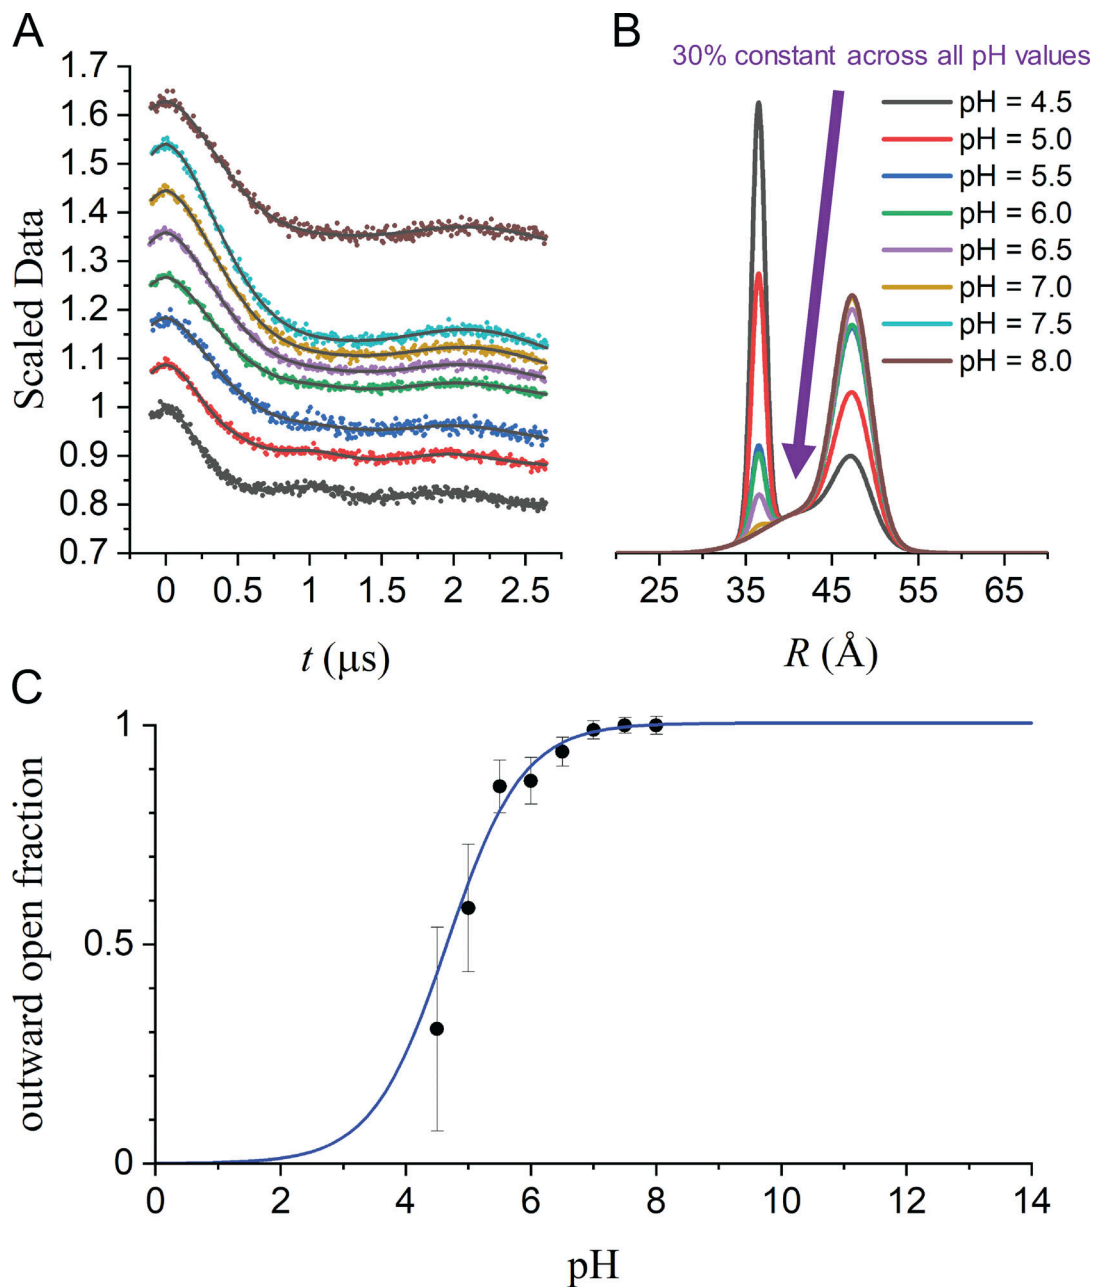 A
B
30% constant across all pH values
1.7
1.6
1.5
1.4
1.3
1.2
1.1
1
0.9
0.8
0.7
Scaled Data
0
0.5
1
1.5
2
2.5
t (μs)
pH = 4.5
pH = 5.0
pH = 5.5
pH = 6.0
pH = 6.5
pH = 7.0
pH = 7.5
pH = 8.0
25
35
45
55
65
R (Å)
C
1
0.5
0
outward open fraction
0
2
4
6
8
10
12
14
pH